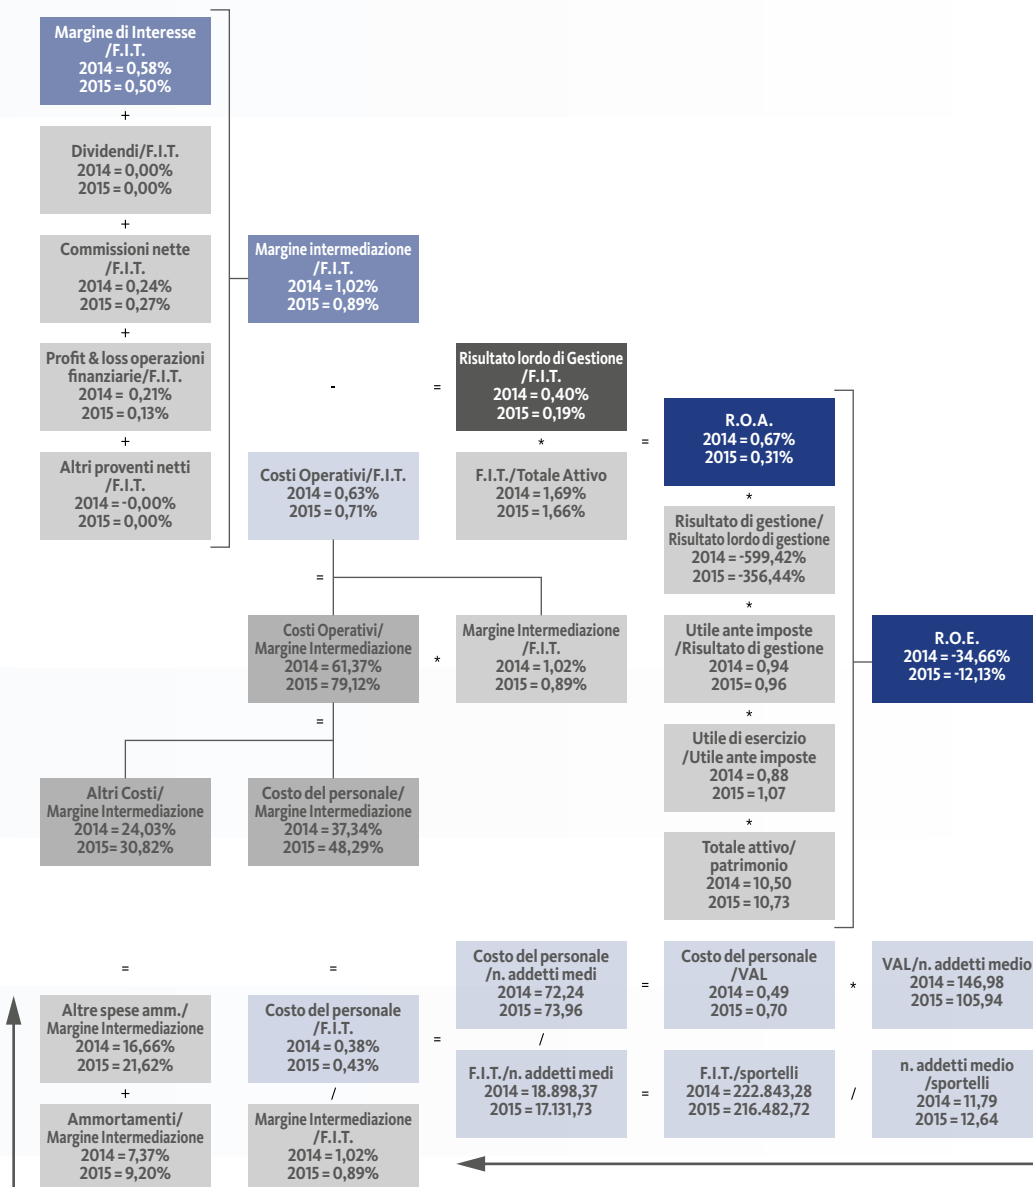 Margine di Interesse
/F.I.T.
2014 = 0,58%
2015 = 0,50%
+
Dividendi/F.I.T.
2014 = 0,00%
2015 = 0,00%
+
Commissioni nette
/F.I.T.
2014 = 0,24%
2015 = 0,27%
+
Profit & loss operazioni
finanziarie/F.I.T.
2014 = 0,21%
2015 = 0,13%
+
Altri proventi netti
/F.I.T.
2014 = -0,00%
2015 = 0,00%
Margine intermediazione
/F.I.T.
2014 = 1,02%
2015 = 0,89%
-
Costi Operativi/F.I.T.
2014 = 0,63%
2015 = 0,71%
=
Risultato lordo di Gestione
/F.I.T.
2014 = 0,40%
2015 = 0,19%
*
F.I.T./Totale Attivo
2014 = 1,69%
2015 = 1,66%
=
R.O.A.
2014 = 0,67%
2015 = 0,31%
*
Risultato di gestione/
Risultato lordo di gestione
2014 = -599,42%
2015 = -356,44%
*
Utile ante imposte
/Risultato di gestione
2014 = 0,94
2015= 0,96
*
Utile di esercizio
/Utile ante imposte
2014 = 0,88
2015 = 1,07
*
Totale attivo/
patrimonio
2014 = 10,50
2015 = 10,73
R.O.E.
2014 = -34,66%
2015 = -12,13%
=
Costi Operativi/
Margine Intermediazione
2014 = 61,37%
2015 = 79,12%
*
Margine Intermediazione
/F.I.T.
2014 = 1,02%
2015 = 0,89%
=
Altri Costi/
Margine Intermediazione
2014 = 24,03%
2015= 30,82%
Costo del personale/
Margine Intermediazione
2014 = 37,34%
2015 = 48,29%
=
Altre spese amm./
Margine Intermediazione
2014 = 16,66%
2015 = 21,62%
+
Ammortamenti/
Margine Intermediazione
2014 = 7,37%
2015 = 9,20%
=
Costo del personale
/F.I.T.
2014 = 0,38%
2015 = 0,43%
/
Margine Intermediazione
/F.I.T.
2014 = 1,02%
2015 = 0,89%
=
Costo del personale
/n. addetti medi
2014 = 72,24
2015 = 73,96
/
F.I.T./n. addetti medi
2014 = 18.898,37
2015 = 17.131,73
=
Costo del personale
/VAL
2014 = 0,49
2015 = 0,70
*
VAL/n. addetti medio
2014 = 146,98
2015 = 105,94
=
F.I.T./sportelli
2014 = 222.843,28
2015 = 216.482,72
/
n. addetti medio
/sportelli
2014 = 11,79
2015 = 12,64